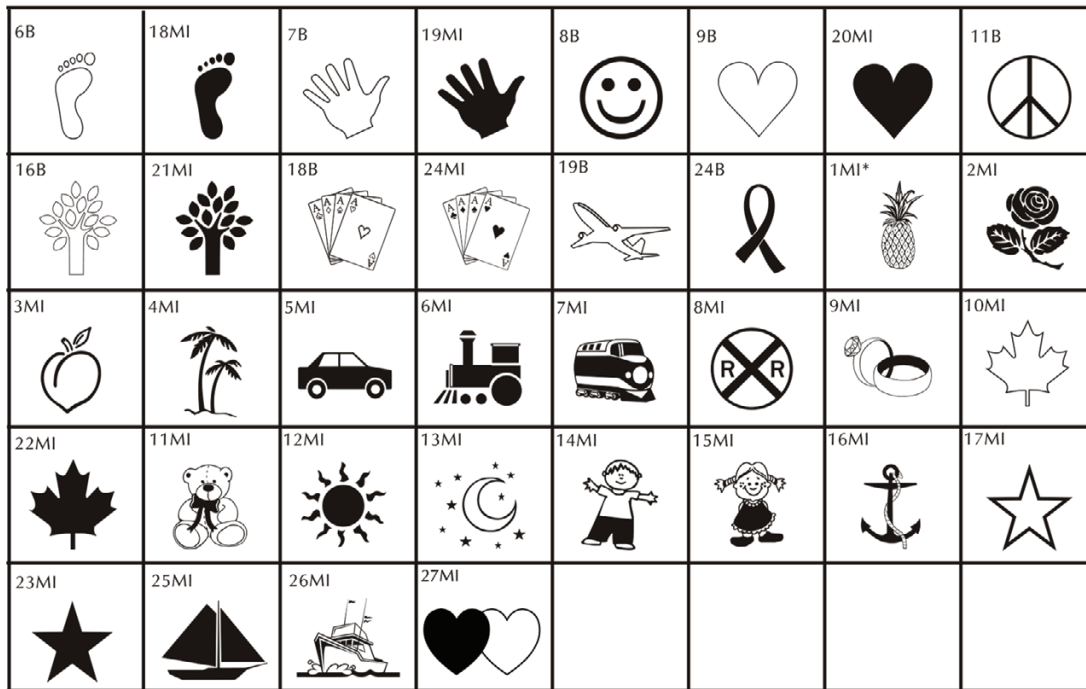 6B 18MI 7B 19MI 8B 9B 20MI 11B
16B 21MI 18B 24MI 19B 24B 1MI* 2MI
A A A A A A A A
A A
3MI 4MI 5MI 6MI 7MI 8MI 9MI 10MI
R R
22MI 11MI 12MI 13MI 14MI 15MI 16MI 17MI
23MI 25MI 26MI 27MI